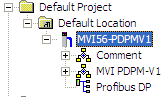 Default Project
Default Location
MVI56-PDPMV1
Comment
MVI PDPM-V1
Profibus DP